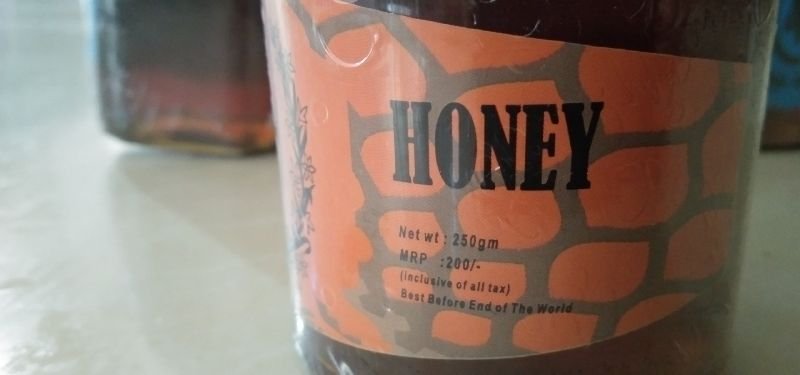 HONEY
Net wt : 250gm
MRP :200/-
(inclusive of all tax)
Best Before End of The World